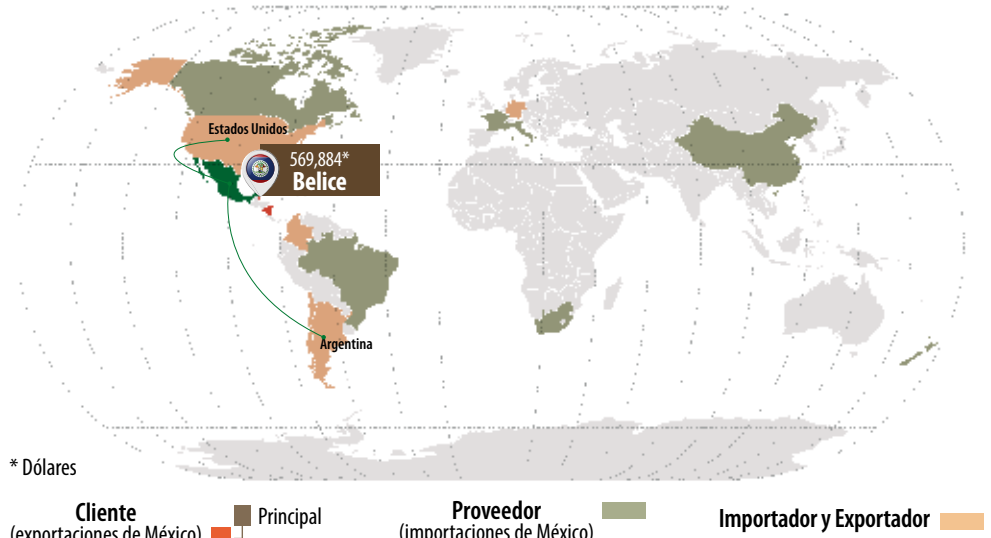 Estados Unidos
569,884*
Belice
Argentina
* Dólares
Cliente
(exportaciones de México)
Principal
Proveedor
(importaciones de México)
Importador y Exportador